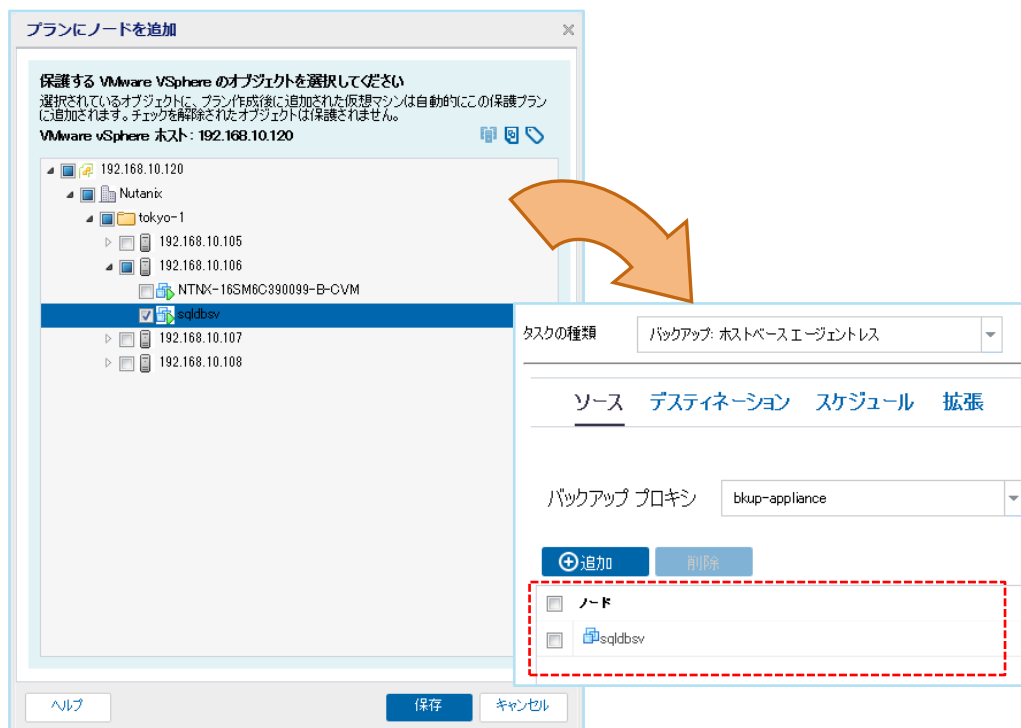 プランにノードを追加
保護する VMware VSphere のオブジェクトを選択してください
選択されているオブジェクトに、プラン作成後に追加された仮想マシンは自動的にこの保護プラン
に追加されます。チェックを解除されたオブジェクトは保護されません。
VMware vSphere ホスト: 192.168.10.120
192.168.10.120
Nutanix
tokyo-1
192.168.10.105
192.168.10.106
NTNX-16SM6C390099-B-CVM
sqldbsv
192.168.10.107
192.168.10.108
ヘルプ
保存
キャンセル
タスクの種類
バックアップ: ホストベース エージェントレス
ソース デスティネーション スケジュール 拡張
バックアップ プロキシ
bkup-appliance
追加
削除
ノード
sqldbsv